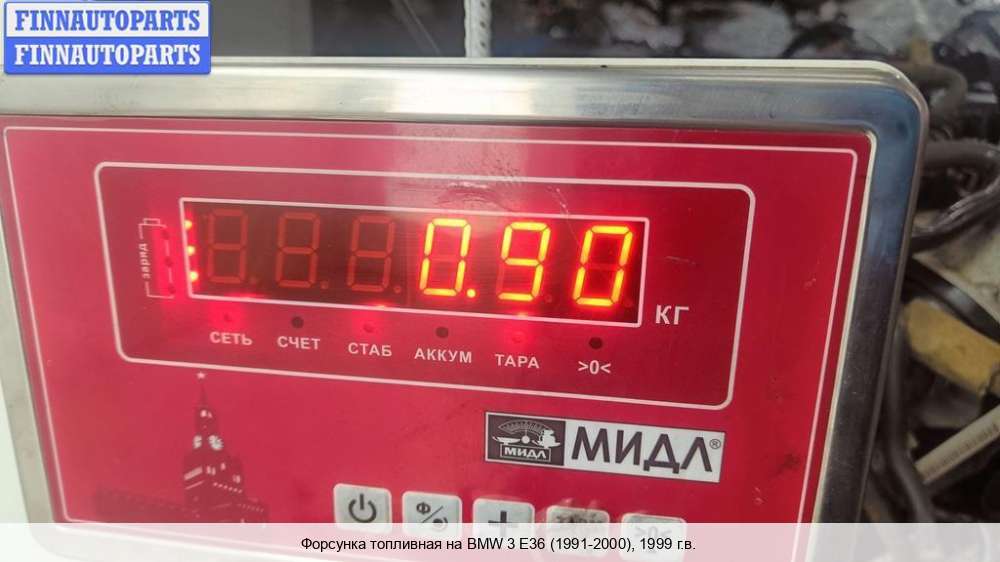 FINNAUTOPARTS
FINNAUTOPARTS
заряд
0.90
КГ
СЕТЬ СЧЕТ СТАБ АККУМ ТАРА >0<
МИДЛ МИДЛ®
Ф
Форсунка топливная на BMW 3 E36 (1991-2000), 1999 г.в.